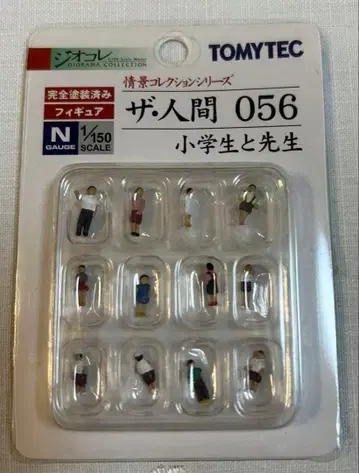 ジオコレ
DIORAMA COLLECTION
TOMYTEC
情景コレクションシリーズ
完全塗装済み
フィギュア
N
GAUGE
1/150
SCALE
ザ・人間 056
小学生と先生